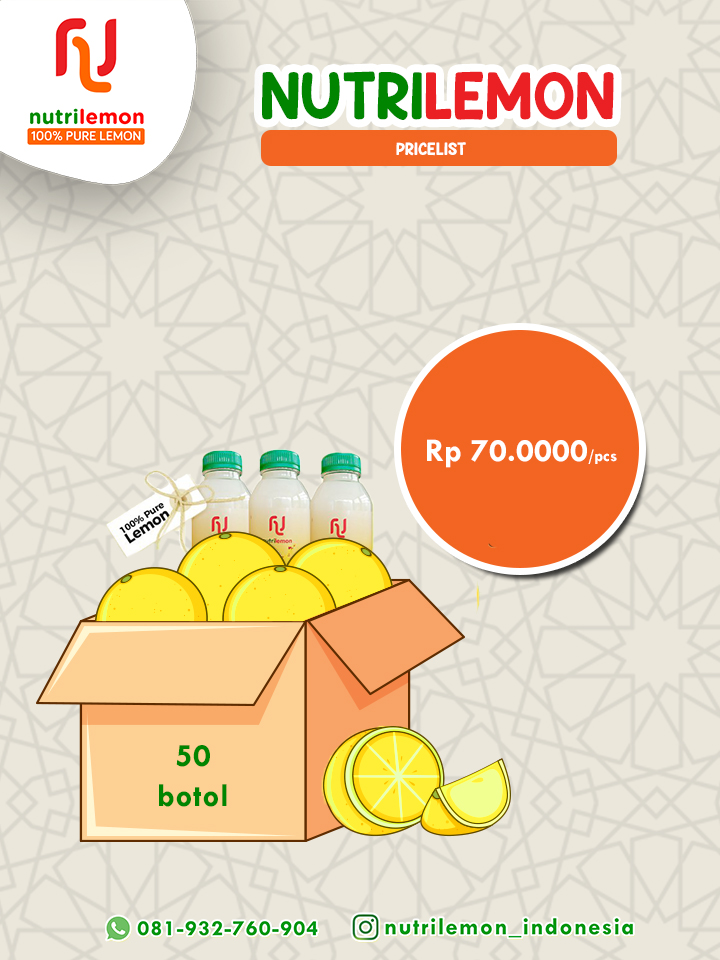 nutrilemon
100% PURE LEMON
NUTRILEMON
PRICELIST
Rp 70.0000/pcs
100% Pure
Lemon
nutrilemon
50
botol
081-932-760-904
nutrilemon_indonesia